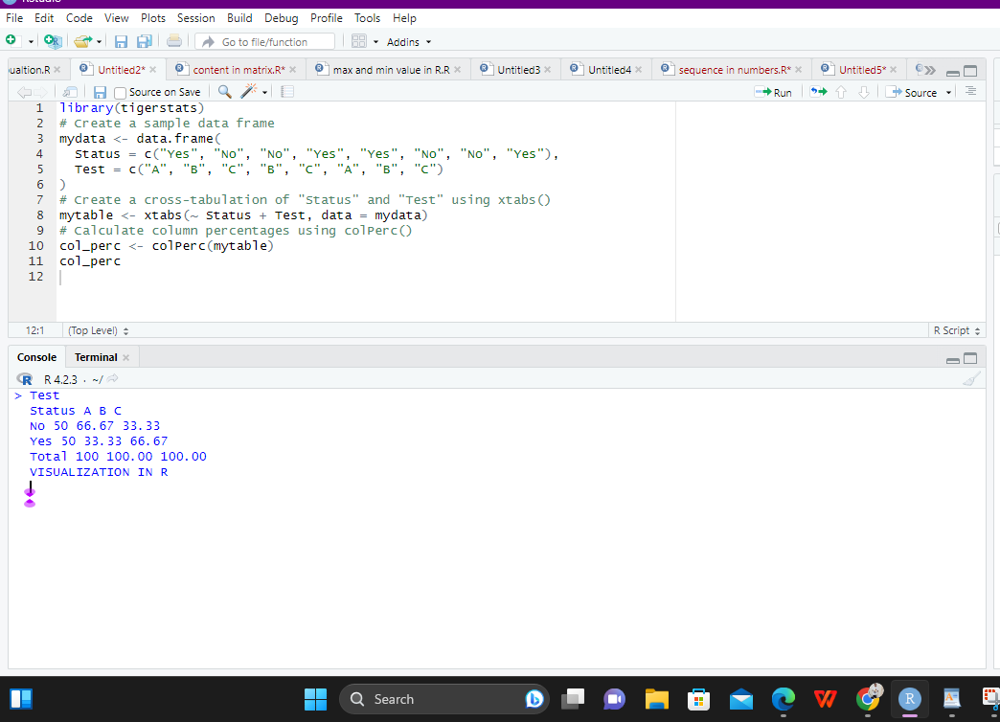 RStudio
File Edit Code View Plots Session Build Debug Profile Tools Help
Go to file/function Addins
ualtion.R Untitled2* content in matrix.R* max and min value in R.R Untitled3 Untitled4 sequence in numbers.R* Untitled5*
Source on Save Run Source
1 library(tigerstats)
2 # Create a sample data frame
3 mydata <- data.frame(
4 Status = c("Yes", "No", "No", "Yes", "Yes", "No", "No", "Yes"),
5 Test = c("A", "B", "C", "B", "C", "A", "B", "C")
6 )
7 # Create a cross-tabulation of "Status" and "Test" using xtabs()
8 mytable <- xtabs(~ Status + Test, data = mydata)
9 # Calculate column percentages using colPerc()
10 col_perc <- colPerc(mytable)
11 col_perc
12
12:1 (Top Level) R Script
Console Terminal
R 4.2.3 · ~/
> Test
Status A B C
No 50 66.67 33.33
Yes 50 33.33 66.67
Total 100 100.00 100.00
VISUALIZATION IN R
Search